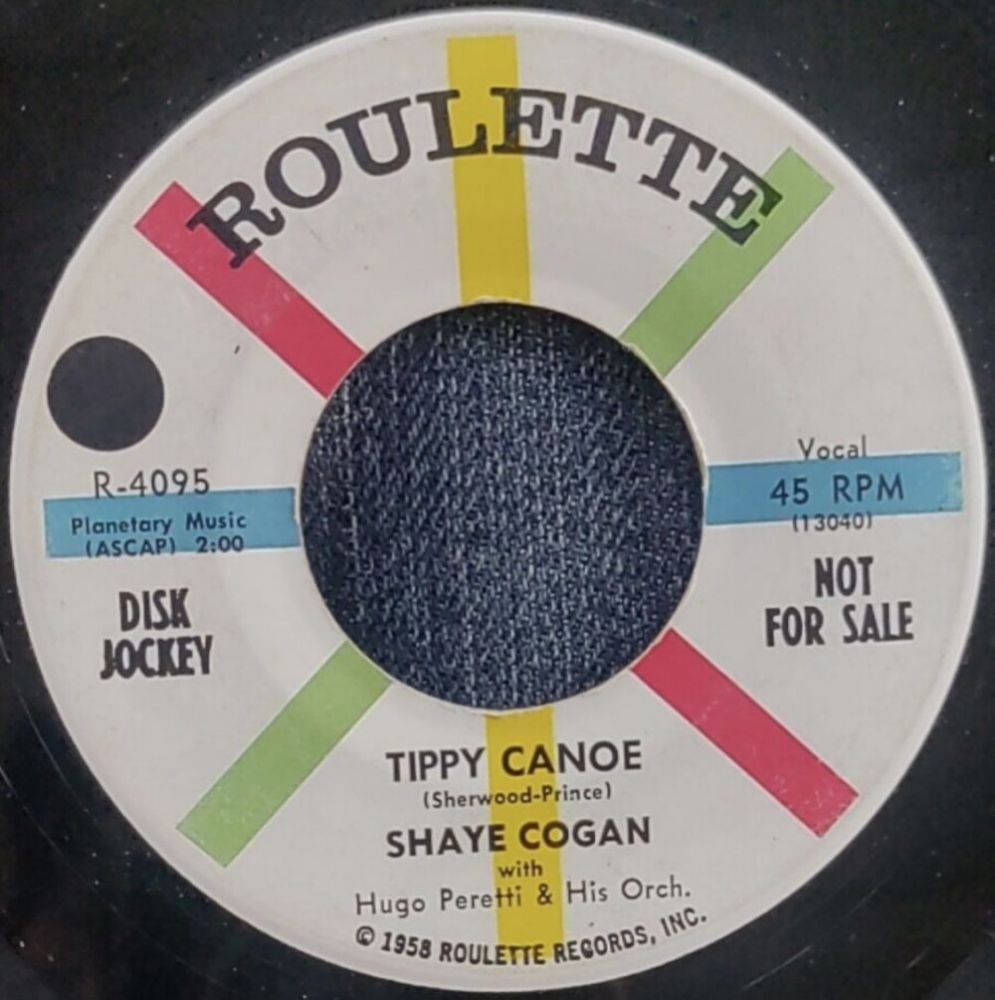 ROULETTE
R-4095
Planetary Music
(ASCAP) 2:00
DISK
JOCKEY
Vocal
45 RPM
(13040)
NOT
FOR SALE
TIPPY CANOE
(Sherwood-Prince)
SHAYE COGAN
with
Hugo Peretti & His Orch.
© 1958 ROULETTE RECORDS, INC.